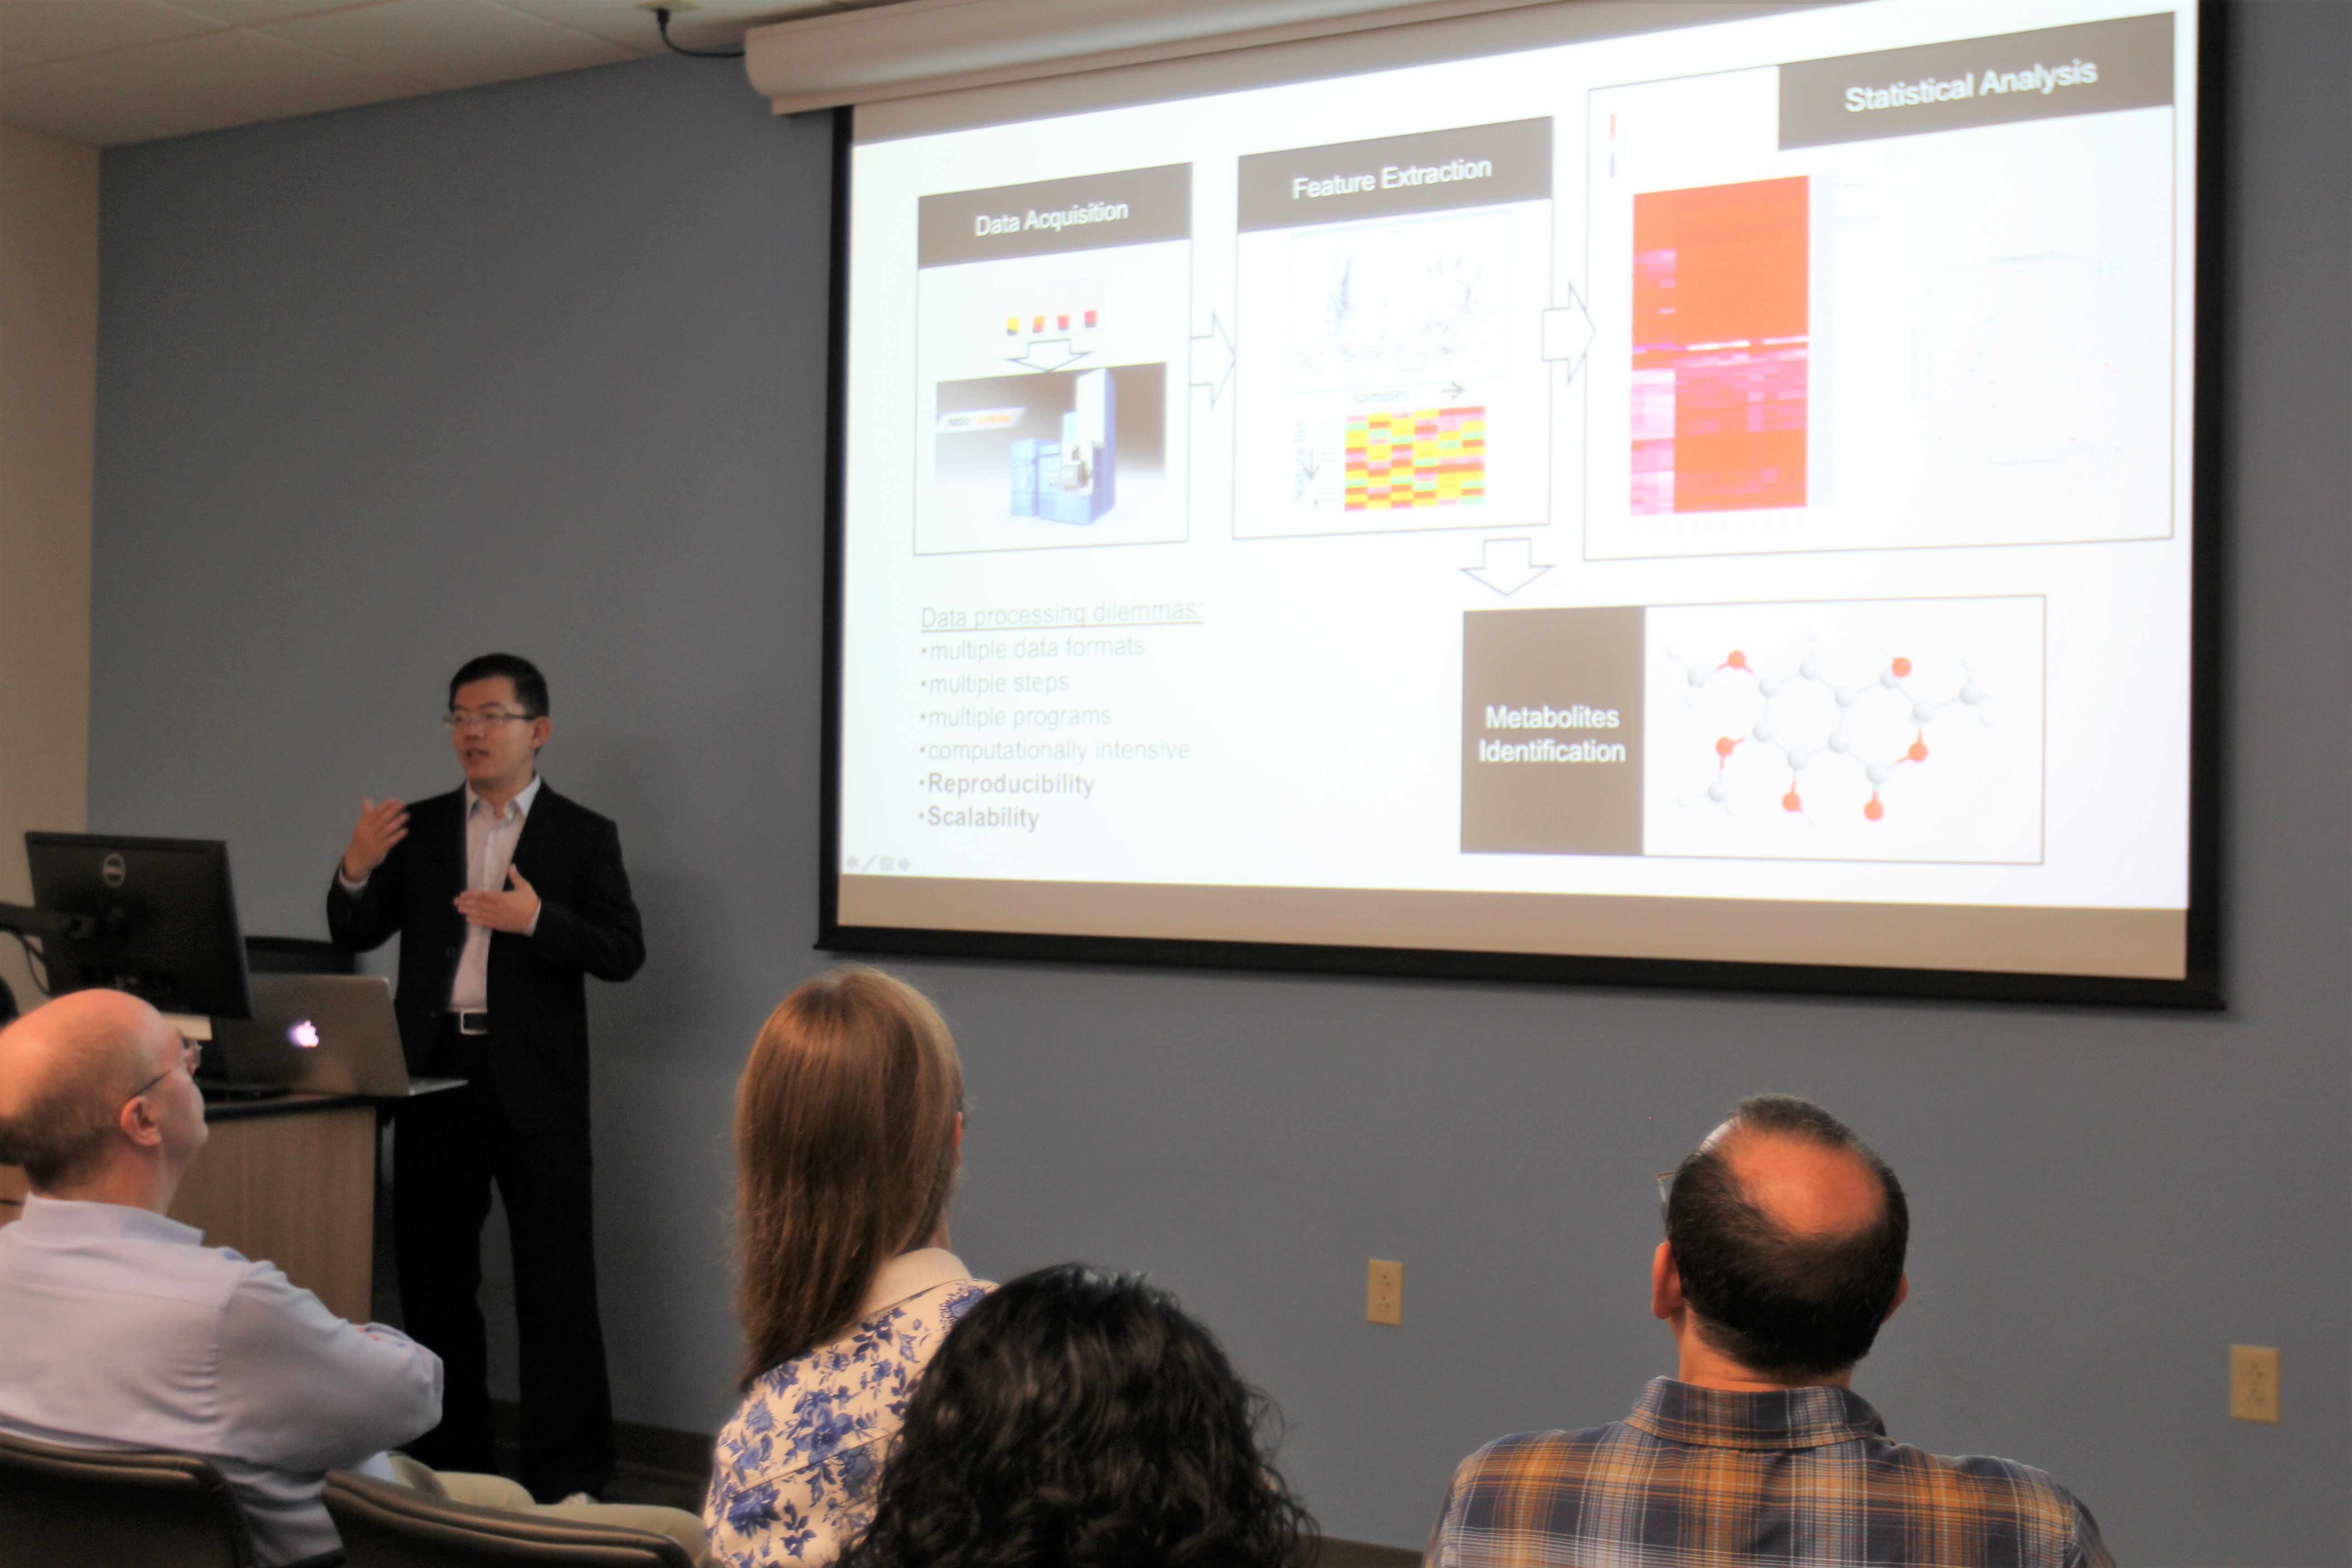 Statistical Analysis
Feature Extraction
Data Acquisition
samples
Data processing dilemmas:
•multiple data formats
•multiple steps
•multiple programs
•computationally intensive
•Reproducibility
•Scalability
Metabolites
Identification
DELL